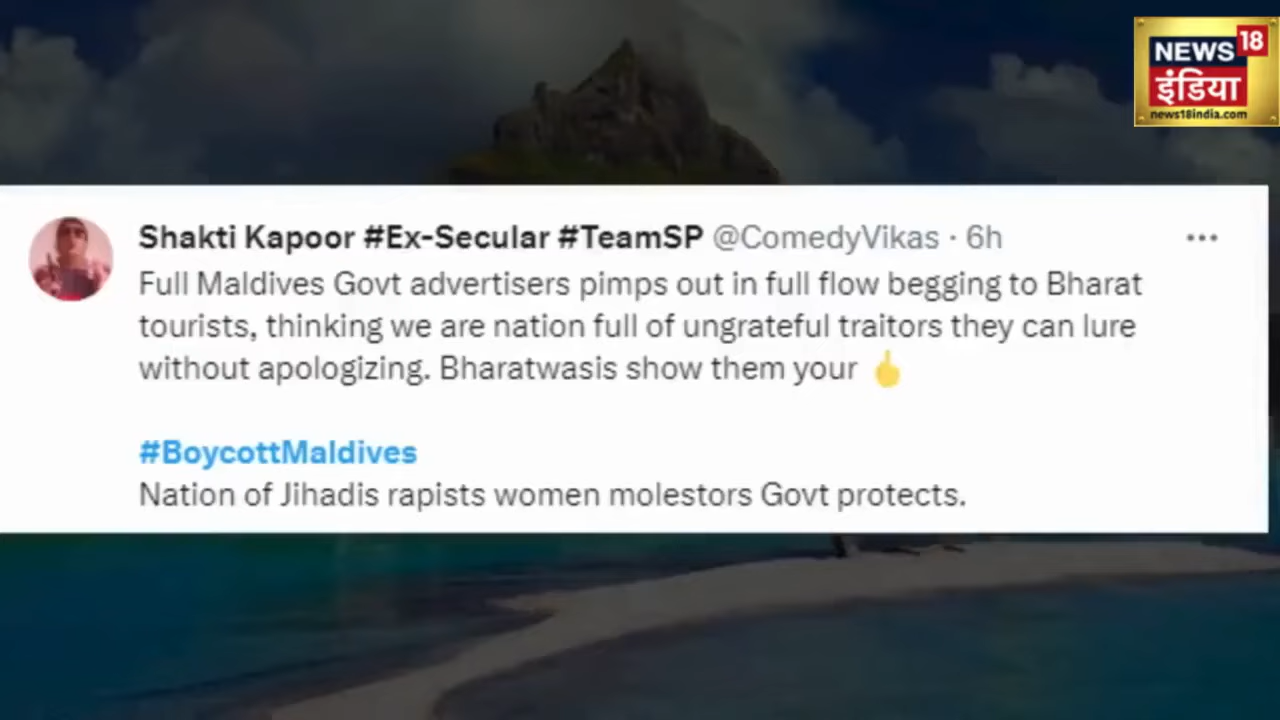 NEWS 18
इंडिया
news18india.com
Shakti Kapoor #Ex-Secular #TeamSP @ComedyVikas · 6h
Full Maldives Govt advertisers pimps out in full flow begging to Bharat
tourists, thinking we are nation full of ungrateful traitors they can lure
without apologizing. Bharatwasis show them your 🖕
#BoycottMaldives
Nation of Jihadis rapists women molestors Govt protects.